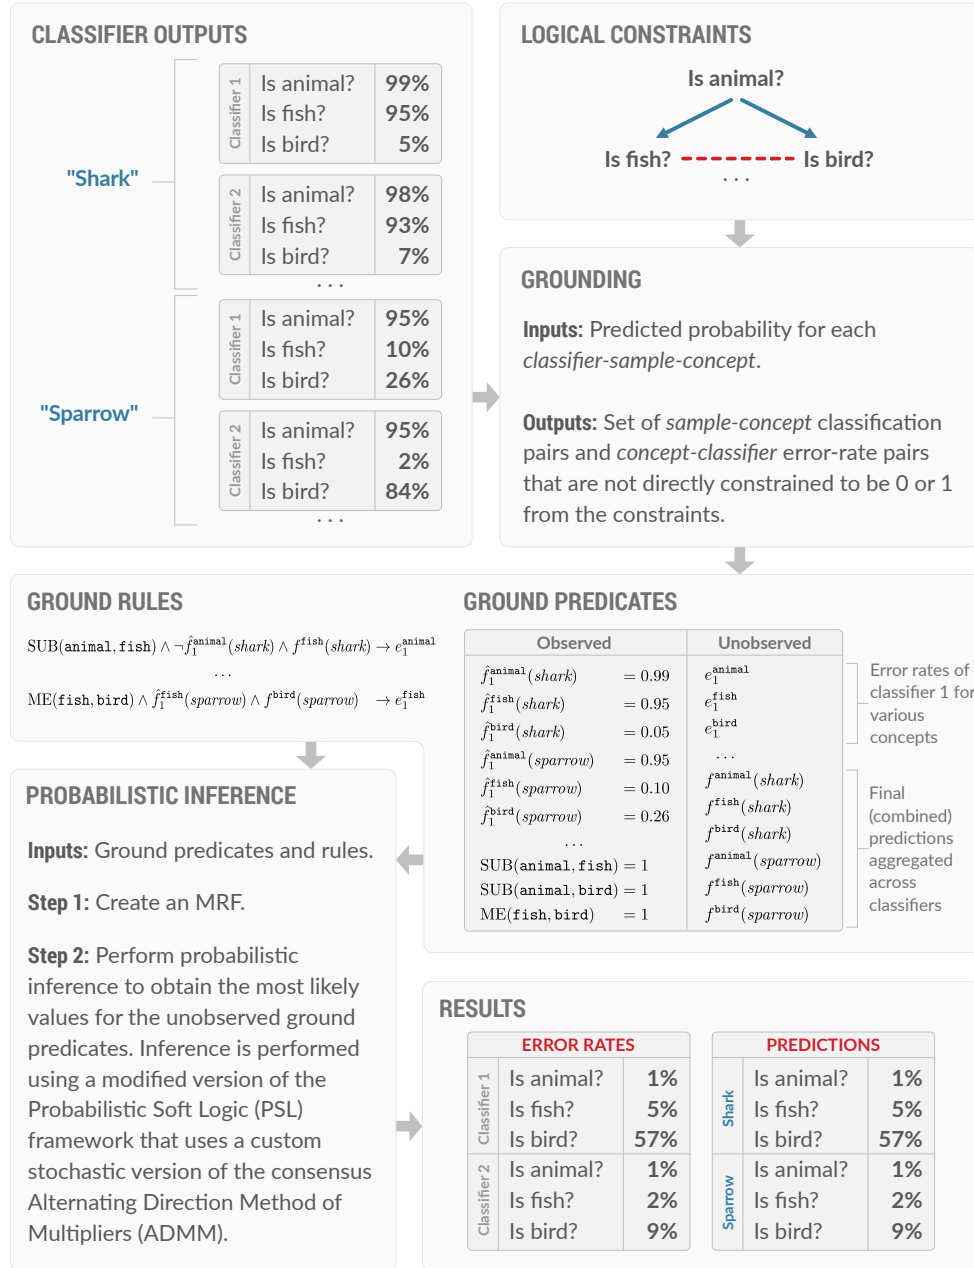 CLASSIFIER OUTPUTS
"Shark"
Classifier 1
Is animal? 99%
Is fish? 95%
Is bird? 5%
Classifier 2
Is animal? 98%
Is fish? 93%
Is bird? 7%
. . .
"Sparrow"
Classifier 1
Is animal? 95%
Is fish? 10%
Is bird? 26%
Classifier 2
Is animal? 95%
Is fish? 2%
Is bird? 84%
. . .
LOGICAL CONSTRAINTS
Is animal?
Is fish? Is bird?
. . .
GROUNDING
Inputs: Predicted probability for each
classifier-sample-concept.
Outputs: Set of sample-concept classification
pairs and concept-classifier error-rate pairs
that are not directly constrained to be 0 or 1
from the constraints.
GROUND RULES
SUB(animal, fish) ∧ ¬f̂₁^animal(shark) ∧ f^fish(shark) → e₁^animal
...
ME(fish, bird) ∧ f̂₁^fish(sparrow) ∧ f^bird(sparrow) → e₁^fish
GROUND PREDICATES
Observed Unobserved
f̂₁^animal(shark) = 0.99 e₁^animal
f̂₁^fish(shark) = 0.95 e₁^fish
f̂₁^bird(shark) = 0.05 e₁^bird
f̂₁^animal(sparrow) = 0.95 ...
f̂₁^fish(sparrow) = 0.10 f^animal(shark)
f̂₁^bird(sparrow) = 0.26 f^fish(shark)
... f^bird(shark)
SUB(animal, fish) = 1 f^animal(sparrow)
SUB(animal, bird) = 1 f^fish(sparrow)
ME(fish, bird) = 1 f^bird(sparrow)
Error rates of
classifier 1 for
various
concepts
Final
(combined)
predictions
aggregated
across
classifiers
PROBABILISTIC INFERENCE
Inputs: Ground predicates and rules.
Step 1: Create an MRF.
Step 2: Perform probabilistic
inference to obtain the most likely
values for the unobserved ground
predicates. Inference is performed
using a modified version of the
Probabilistic Soft Logic (PSL)
framework that uses a custom
stochastic version of the consensus
Alternating Direction Method of
Multipliers (ADMM).
RESULTS
ERROR RATES
Classifier 1
Is animal? 1%
Is fish? 5%
Is bird? 57%
Classifier 2
Is animal? 1%
Is fish? 2%
Is bird? 9%
PREDICTIONS
Shark
Is animal? 1%
Is fish? 5%
Is bird? 57%
Sparrow
Is animal? 1%
Is fish? 2%
Is bird? 9%